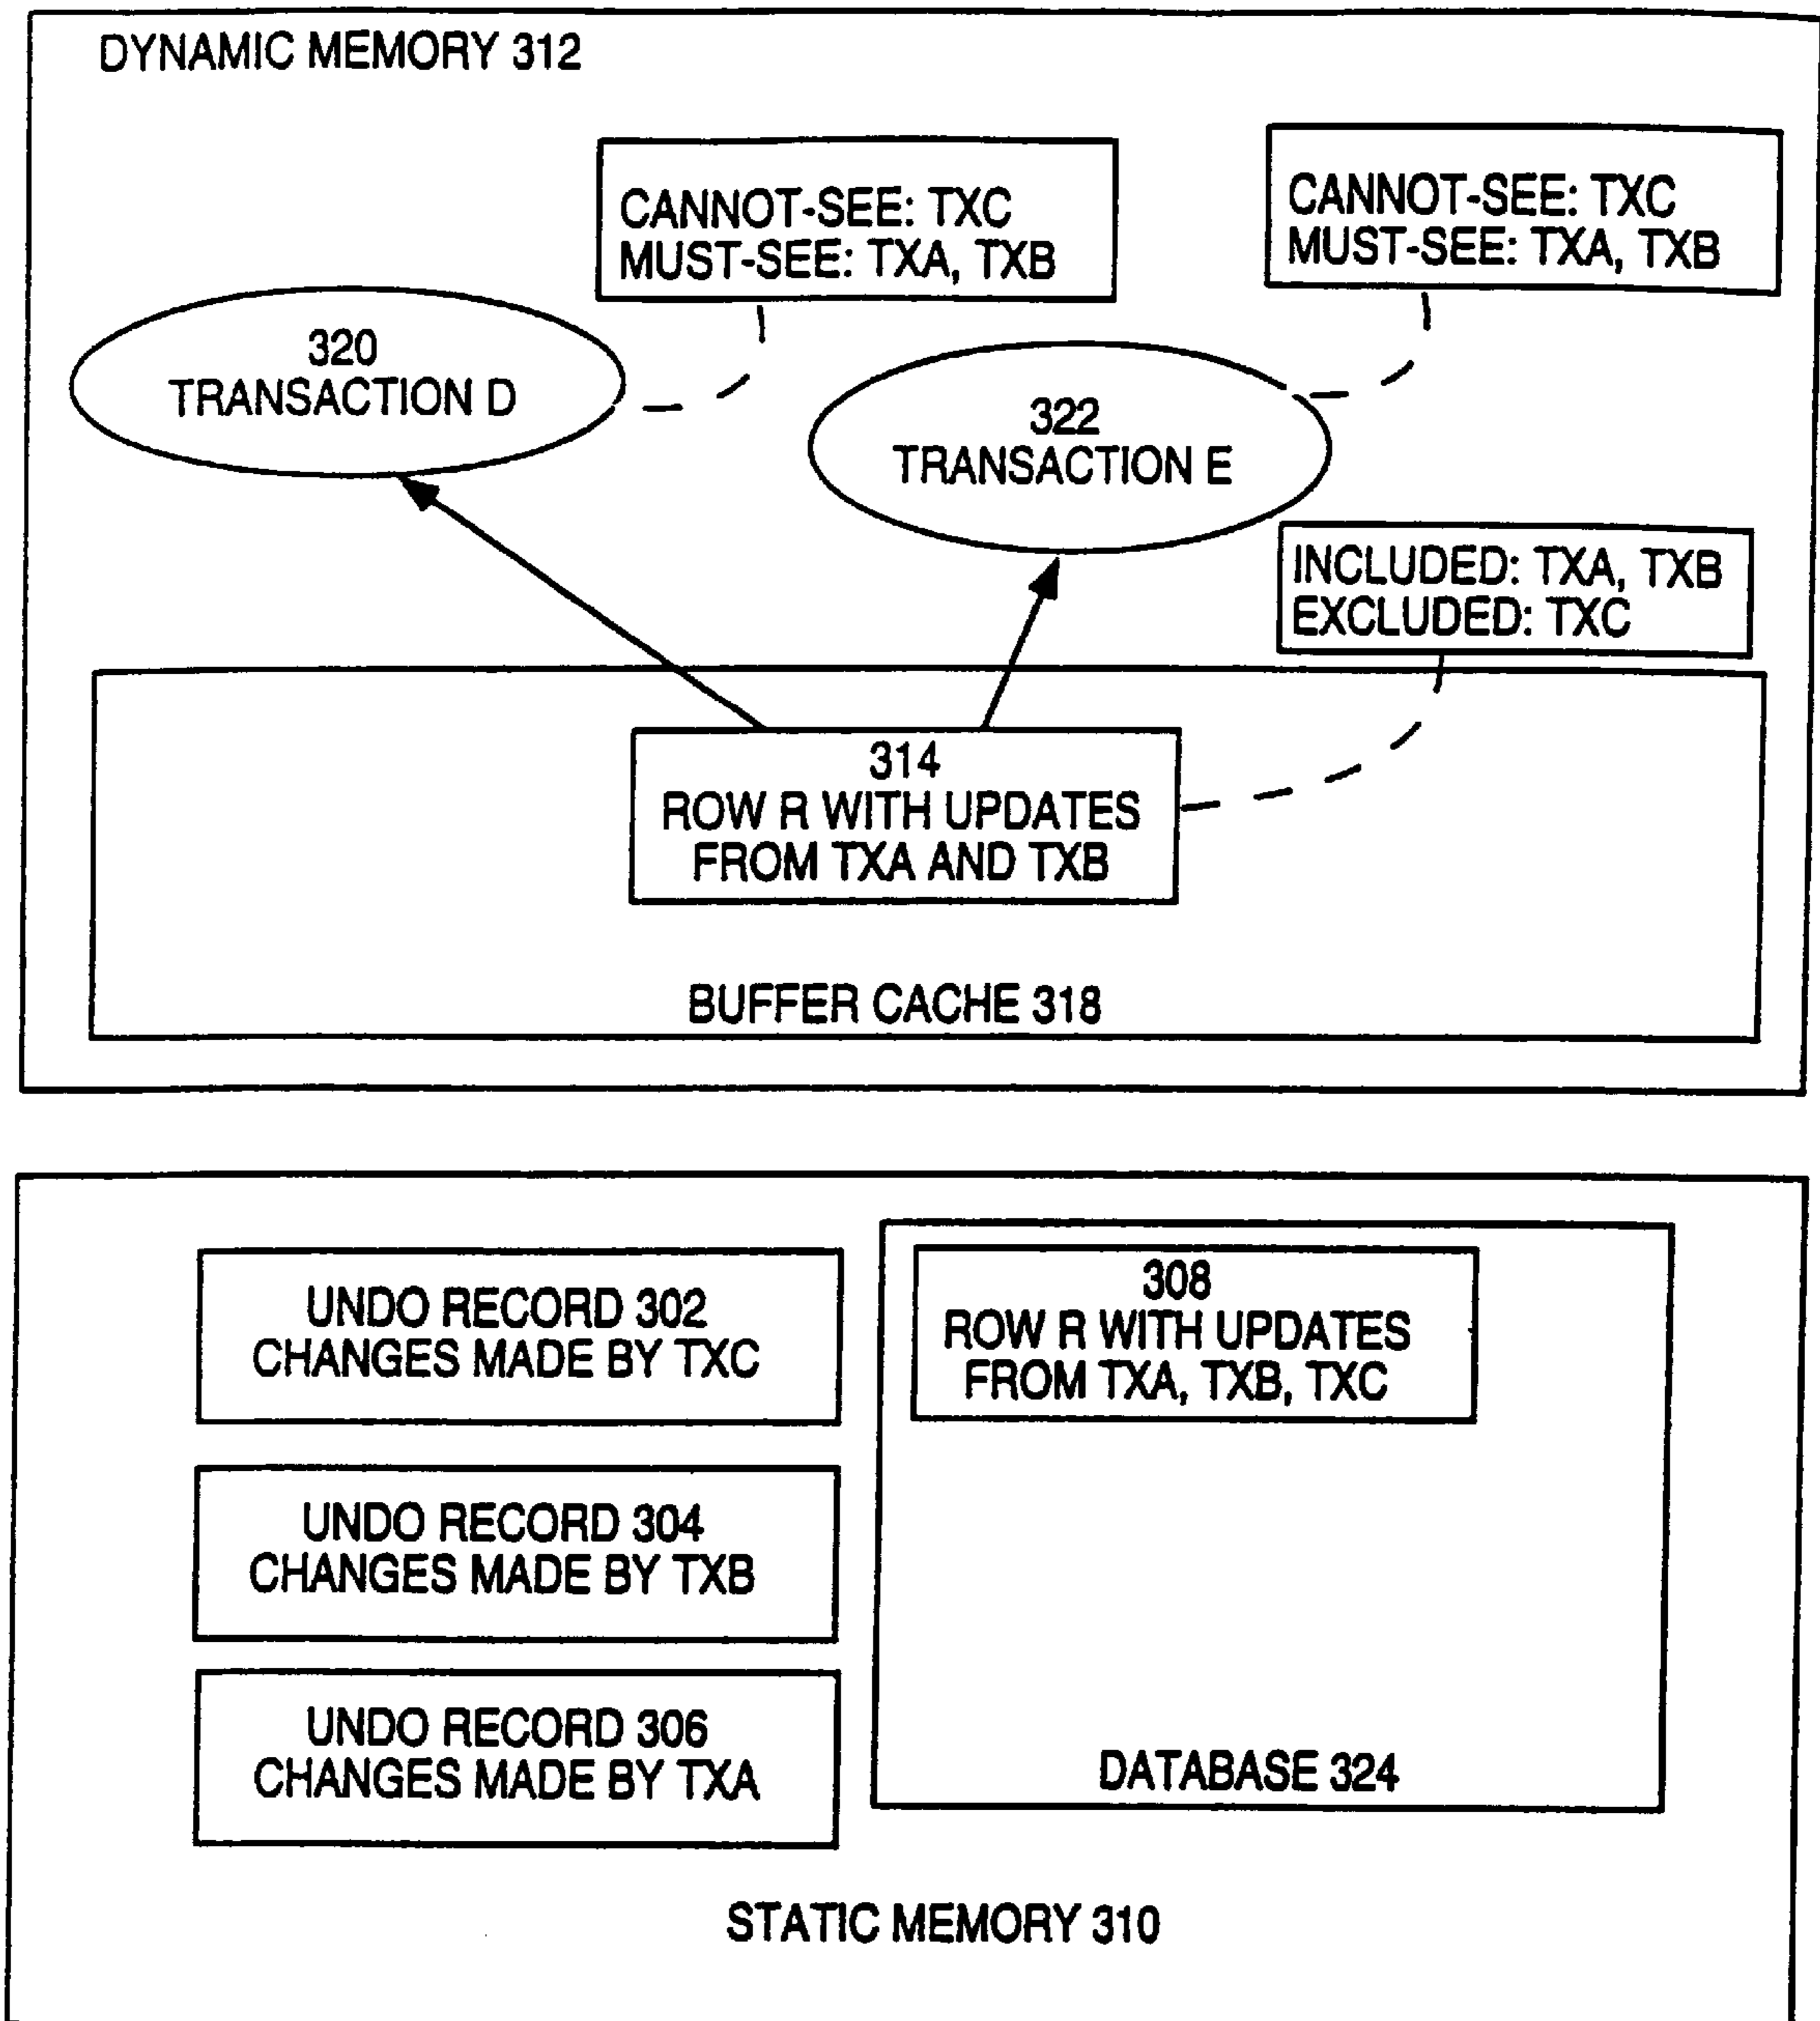 DYNAMIC MEMORY 312
CANNOT-SEE: TXC
MUST-SEE: TXA, TXB
CANNOT-SEE: TXC
MUST-SEE: TXA, TXB
320
TRANSACTION D
322
TRANSACTION E
INCLUDED: TXA, TXB
EXCLUDED: TXC
314
ROW R WITH UPDATES
FROM TXA AND TXB
BUFFER CACHE 318
UNDO RECORD 302
CHANGES MADE BY TXC
308
ROW R WITH UPDATES
FROM TXA, TXB, TXC
UNDO RECORD 304
CHANGES MADE BY TXB
UNDO RECORD 306
CHANGES MADE BY TXA
DATABASE 324
STATIC MEMORY 310